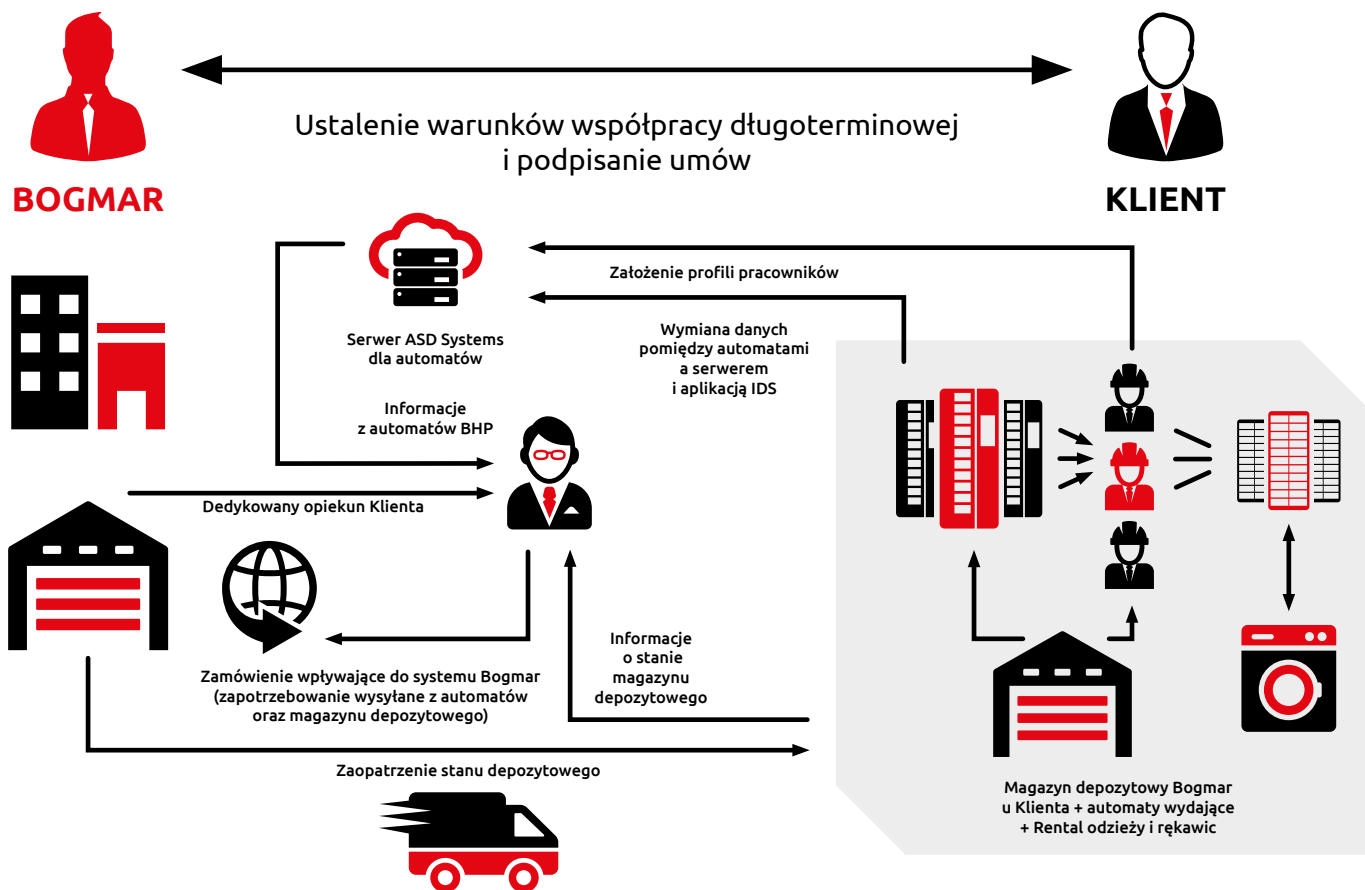 Ustalenie warunków współpracy długoterminowej
i podpisanie umów
BOGMAR
KLIENT
Założenie profili pracowników
Serwer ASD Systems
dla automatów
Wymiana danych
pomiędzy automatami
a serwerem
i aplikacją IDS
Informacje
z automatów BHP
Dedykowany opiekun Klienta
Informacje
o stanie
magazynu
depozytowego
Zamówienie wpływające do systemu Bogmar
(zapotrzebowanie wysyłane z automatów
oraz magazynu depozytowego)
Zaopatrzenie stanu depozytowego
Magazyn depozytowy Bogmar
u Klienta + automaty wydające
+ Rental odzieży i rękawic